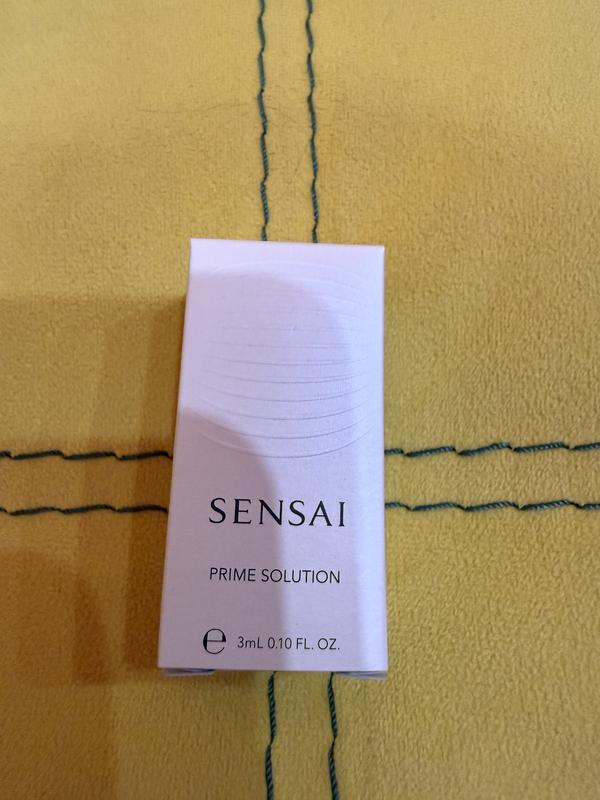 SENSAI
PRIME SOLUTION
℮ 3mL 0.10 FL. OZ.